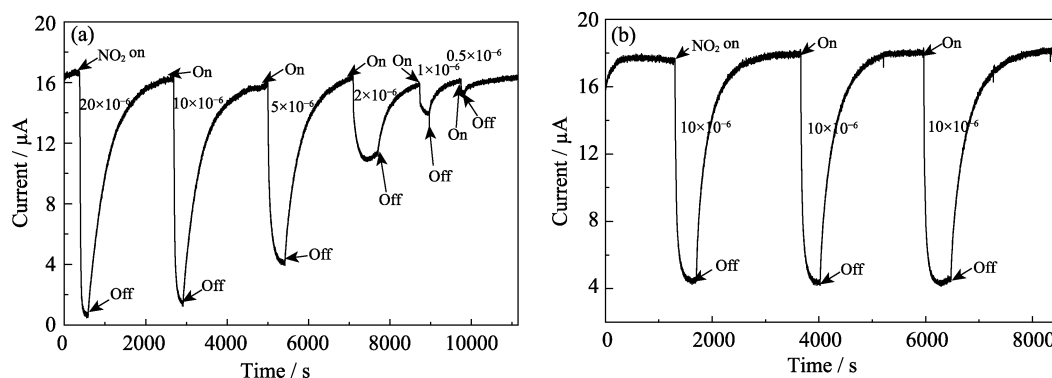 (a)
NO₂ on
On
On
On
On
0.5×10⁻⁶
1×10⁻⁶
20×10⁻⁶
10×10⁻⁶
5×10⁻⁶
2×10⁻⁶
On
Off
Off
Off
Off
Off
Off
20
16
12
8
4
0
Current / μA
0 2000 4000 6000 8000 10000
Time / s
(b)
NO₂ on
On
On
10×10⁻⁶
10×10⁻⁶
10×10⁻⁶
Off
Off
Off
20
16
12
8
4
Current / μA
0 2000 4000 6000 8000
Time / s